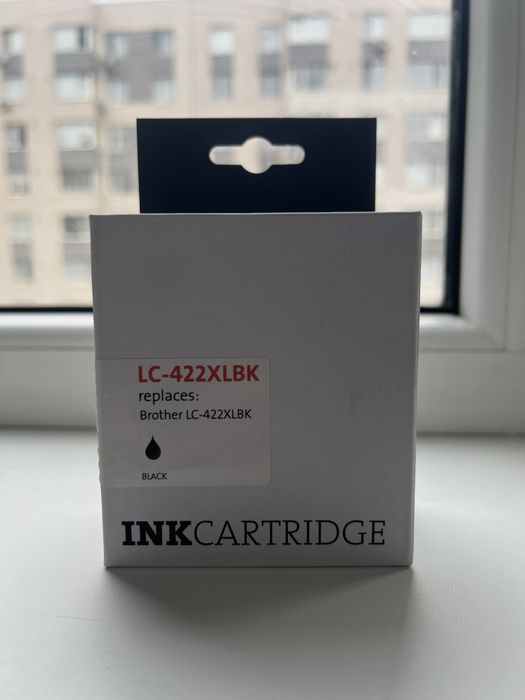 LC-422XLBK
replaces:
Brother LC-422XLBK
BLACK
INKCARTRIDGE